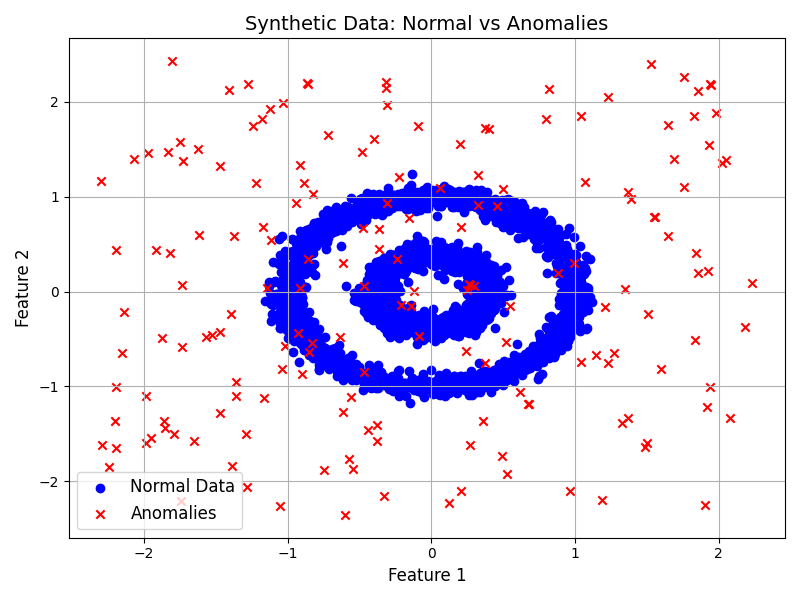 Synthetic Data: Normal vs Anomalies
Feature 2
2
1
0
−1
−2
Normal Data
Anomalies
−2
−1
0
1
2
Feature 1